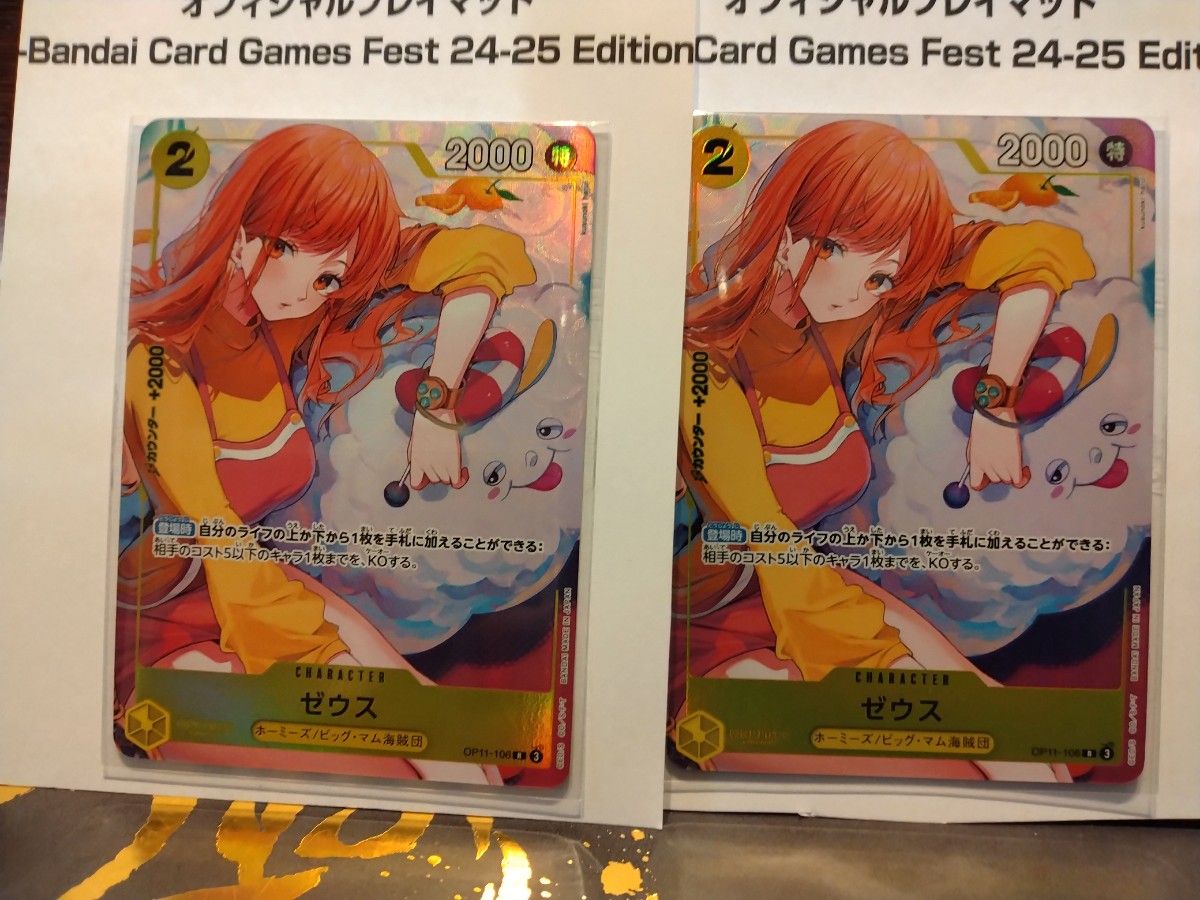 オフィシャルプレイマット
-Bandai Card Games Fest 24-25 Edition
2
2000
特
カウンター +2000
登場時 自分のライフの上か下から1枚を手札に加えることができる:
相手のコスト5以下のキャラ1枚までを、KOする。
BANDAI MADE IN JAPAN
CHARACTER
ゼウス
ホーミーズ/ビッグ・マム海賊団
OP11-106 R 3
オフィシャルプレイマット
Card Games Fest 24-25 Edit
2
2000
特
カウンター +2000
登場時 自分のライフの上か下から1枚を手札に加えることができる:
相手のコスト5以下のキャラ1枚までを、KOする。
BANDAI MADE IN JAPAN
CHARACTER
ゼウス
ホーミーズ/ビッグ・マム海賊団
OP11-106 R 3